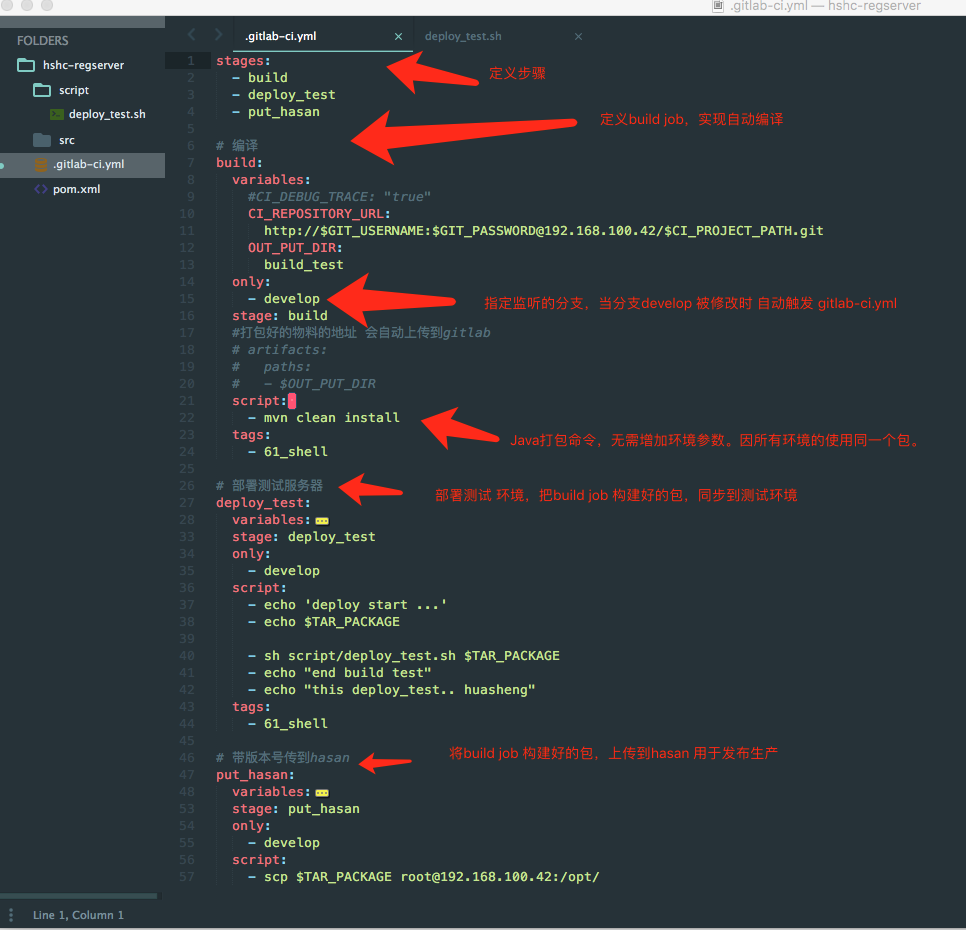 .gitlab-ci.yml — hshc-regserver
FOLDERS
hshc-regserver
script
deploy_test.sh
src
.gitlab-ci.yml
pom.xml
.gitlab-ci.yml × deploy_test.sh ×
1 stages:
2 - build
3 - deploy_test
4 - put_hasan
5
6 # 编译
7 build:
8 variables:
9 #CI_DEBUG_TRACE: "true"
10 CI_REPOSITORY_URL:
11 http://$GIT_USERNAME:$GIT_PASSWORD@192.168.100.42/$CI_PROJECT_PATH.git
12 OUT_PUT_DIR:
13 build_test
14 only:
15 - develop
16 stage: build
17 #打包好的物料的地址 会自动上传到gitlab
18 # artifacts:
19 # paths:
20 # - $OUT_PUT_DIR
21 script:
22 - mvn clean install
23 tags:
24 - 61_shell
25
26 # 部署测试服务器
27 deploy_test:
28 variables:
33 stage: deploy_test
34 only:
35 - develop
36 script:
37 - echo 'deploy start ...'
38 - echo $TAR_PACKAGE
39
40 - sh script/deploy_test.sh $TAR_PACKAGE
41 - echo "end build test"
42 - echo "this deploy_test.. huasheng"
43 tags:
44 - 61_shell
45
46 # 带版本号传到hasan
47 put_hasan:
48 variables:
53 stage: put_hasan
54 only:
55 - develop
56 script:
57 - scp $TAR_PACKAGE root@192.168.100.42:/opt/
定义步骤
定义build job，实现自动编译
指定监听的分支，当分支develop 被修改时 自动触发 gitlab-ci.yml
Java打包命令，无需增加环境参数。因所有环境的使用同一个包。
部署测试 环境，把build job 构建好的包，同步到测试环境
将build job 构建好的包，上传到hasan 用于发布生产
Line 1, Column 1